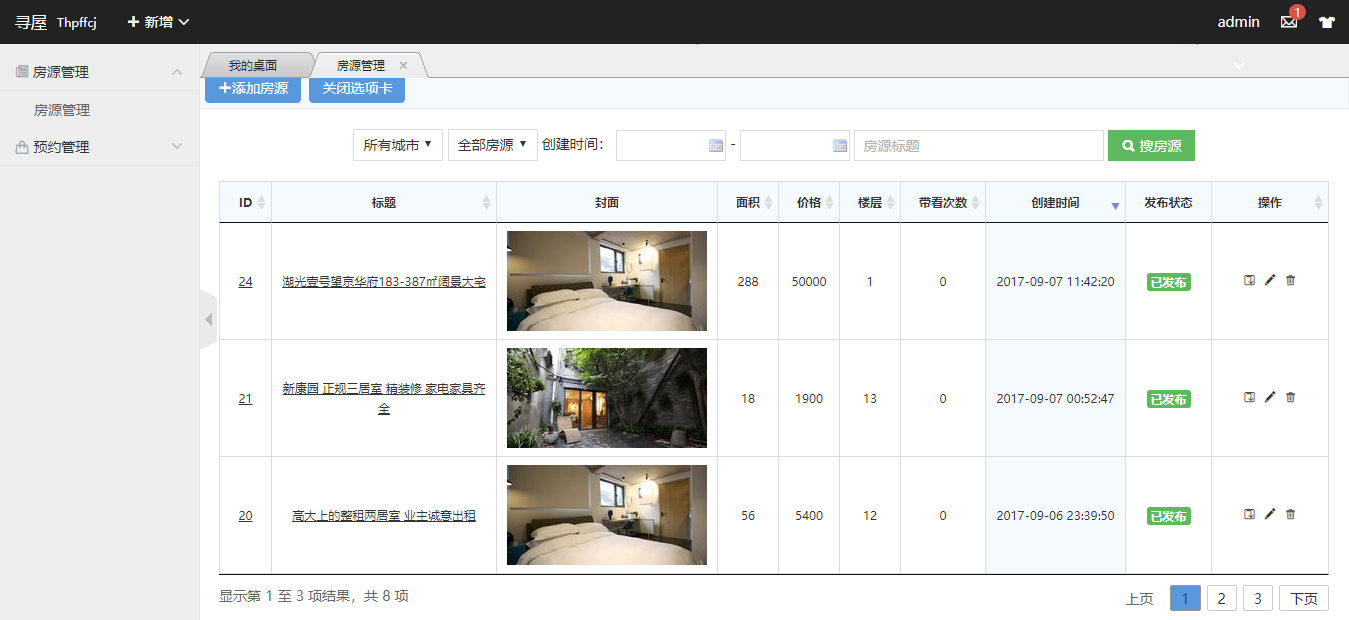 寻屋 Thpffcj 新增 admin 1
房源管理
房源管理
预约管理
我的桌面 房源管理
添加房源 关闭选项卡
所有城市 全部房源 创建时间： - 房源标题 搜房源
ID 标题 封面 面积 价格 楼层 带看次数 创建时间 发布状态 操作
24 湖光壹号望京华府183-387㎡阔景大宅 288 50000 1 0 2017-09-07 11:42:20 已发布
21 新康园 正规三居室 精装修 家电家具齐全 18 1900 13 0 2017-09-07 00:52:47 已发布
20 高大上的整租两居室 业主诚意出租 56 5400 12 0 2017-09-06 23:39:50 已发布
显示第 1 至 3 项结果，共 8 项
上页 1 2 3 下页